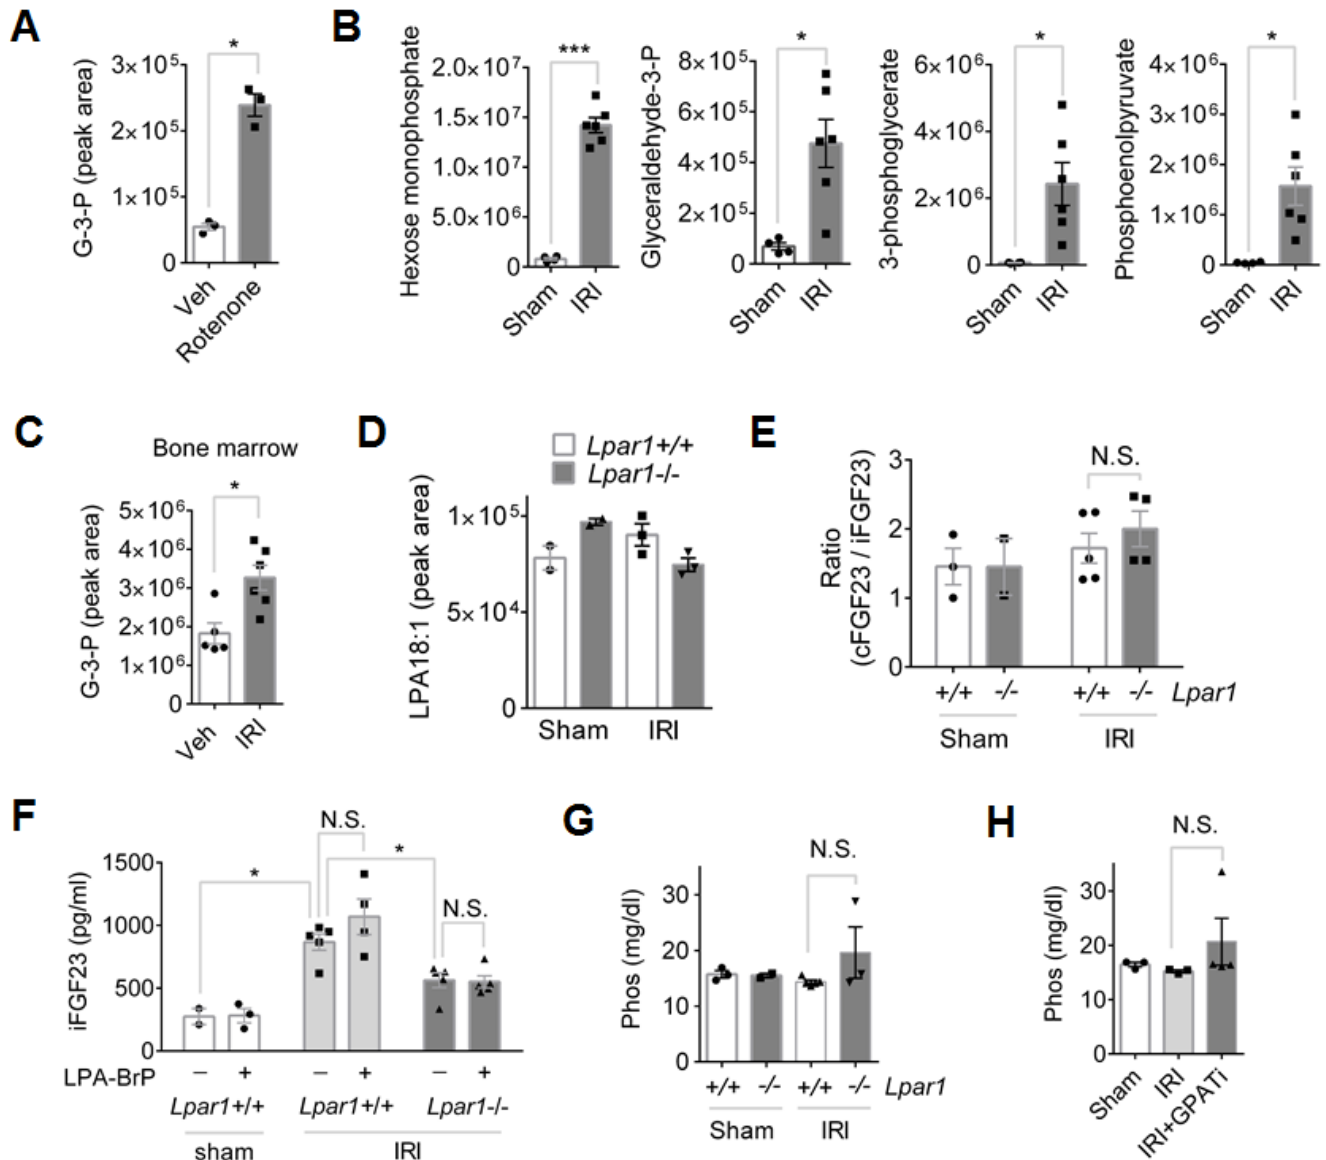 A
G-3-P (peak area)
3×10⁵
2×10⁵
1×10⁵
0
*
Veh
Rotenone
B
Hexose monophosphate
2.0×10⁷
1.5×10⁷
1.0×10⁷
5.0×10⁶
0
***
Sham
IRI
Glyceraldehyde-3-P
8×10⁵
6×10⁵
4×10⁵
2×10⁵
0
*
Sham
IRI
3-phosphoglycerate
6×10⁶
4×10⁶
2×10⁶
0
*
Sham
IRI
Phosphoenolpyruvate
4×10⁶
3×10⁶
2×10⁶
1×10⁶
0
*
Sham
IRI
C
Bone marrow
G-3-P (peak area)
5×10⁶
4×10⁶
3×10⁶
2×10⁶
1×10⁶
0
*
Veh
IRI
D
Lpar1+/+
Lpar1-/-
LPA18:1 (peak area)
1×10⁵
5×10⁴
0
Sham
IRI
E
Ratio
(cFGF23 / iFGF23)
3
2
1
0
N.S.
+/+ -/- +/+ -/- Lpar1
Sham
IRI
F
iFGF23 (pg/ml)
1500
1000
500
0
*
N.S.
*
N.S.
LPA-BrP − + − + − +
Lpar1+/+ Lpar1+/+ Lpar1-/-
sham
IRI
G
Phos (mg/dl)
30
20
10
0
N.S.
+/+ -/- +/+ -/- Lpar1
Sham
IRI
H
Phos (mg/dl)
30
20
10
0
N.S.
Sham
IRI
IRI+GPATi